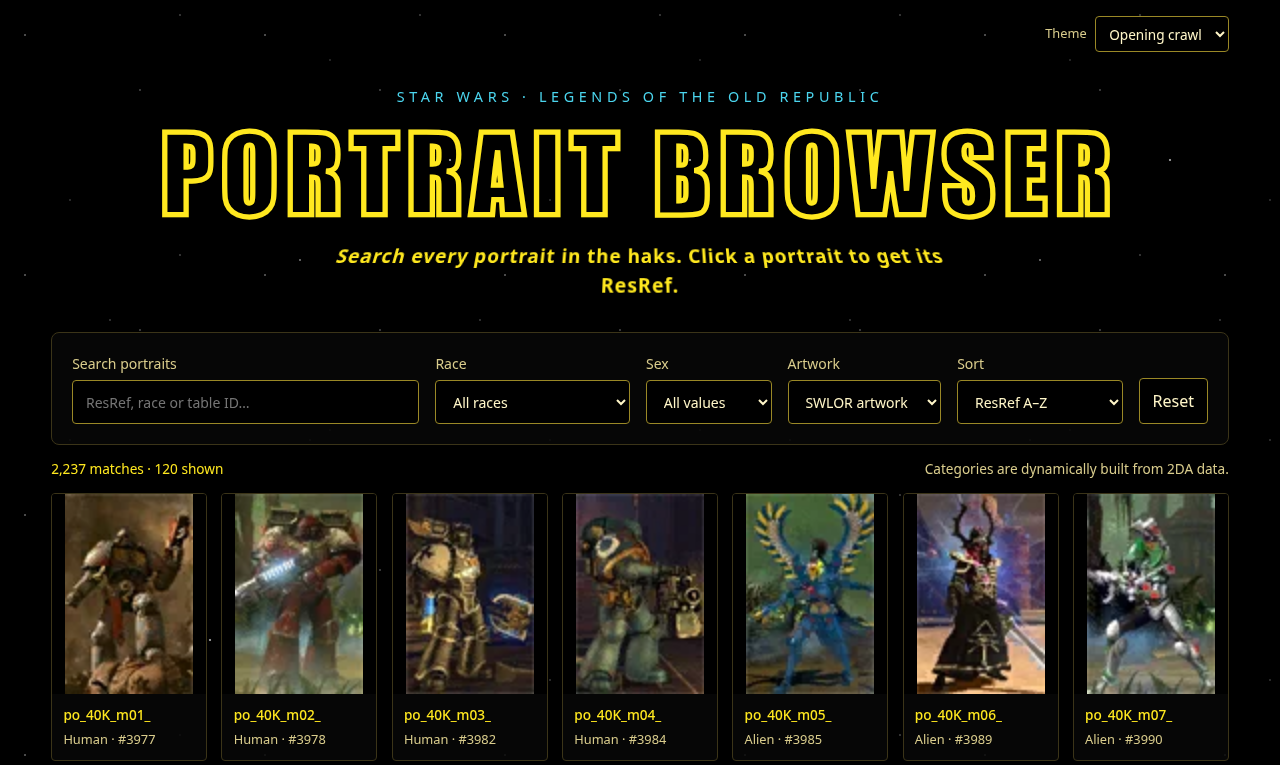 Theme
Opening crawl
STAR WARS · LEGENDS OF THE OLD REPUBLIC
PORTRAIT BROWSER
Search every portrait in the haks. Click a portrait to get its
ResRef.
Search portraits
Race
Sex
Artwork
Sort
ResRef, race or table ID…
All races
All values
SWLOR artwork
ResRef A–Z
Reset
2,237 matches · 120 shown
Categories are dynamically built from 2DA data.
po_40K_m01_
Human · #3977
po_40K_m02_
Human · #3978
po_40K_m03_
Human · #3982
po_40K_m04_
Human · #3984
po_40K_m05_
Alien · #3985
po_40K_m06_
Alien · #3989
po_40K_m07_
Alien · #3990